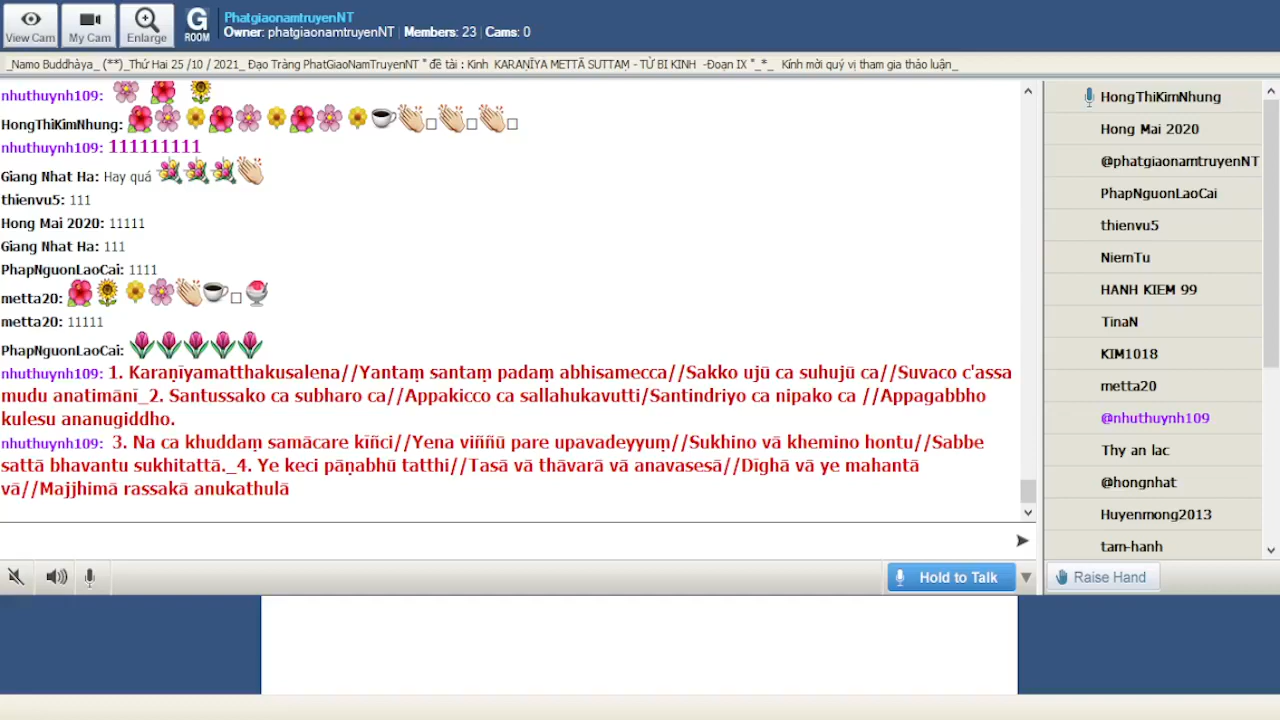 View Cam
My Cam
Enlarge
G
ROOM
PhatgiaonamtruyenNT
Owner: phatgiaonamtruyenNT | Members: 23 | Cams: 0
_Namo Buddhàya_ (**)_Thứ Hai 25 /10 / 2021_ Đạo Tràng PhatGiaoNamTruyenNT " đề tài : Kinh KARAṆĪYA METTĀ SUTTAṂ - TỪ BI KINH -Đoạn IX "_*_ Kính mời quý vị tham gia thảo luận_
nhuthuynh109:
HongThiKimNhung:
nhuthuynh109: 111111111
Giang Nhat Ha: Hay quá
thienvu5: 111
Hong Mai 2020: 11111
Giang Nhat Ha: 111
PhapNguonLaoCai: 1111
metta20:
metta20: 11111
PhapNguonLaoCai:
nhuthuynh109: 1. Karaṇīyamatthakusalena//Yantaṃ santaṃ padaṃ abhisamecca//Sakko ujū ca suhujū ca//Suvaco c'assa
mudu anatimānī_2. Santussako ca subharo ca//Appakicco ca sallahukavutti/Santindriyo ca nipako ca //Appagabbho
kulesu ananugiddho.
nhuthuynh109: 3. Na ca khuddaṃ samācare kiñci//Yena viññū pare upavadeyyuṃ//Sukhino vā khemino hontu//Sabbe
sattā bhavantu sukhitattā._4. Ye keci pāṇabhū tatthi//Tasā vā thāvarā vā anavasesā//Dīghā vā ye mahantā
vā//Majjhimā rassakā anukathulā
Hold to Talk
HongThiKimNhung
Hong Mai 2020
@phatgiaonamtruyenNT
PhapNguonLaoCai
thienvu5
NiemTu
HANH KIEM 99
TinaN
KIM1018
metta20
@nhuthuynh109
Thy an lac
@hongnhat
Huyenmong2013
tam-hanh
Raise Hand